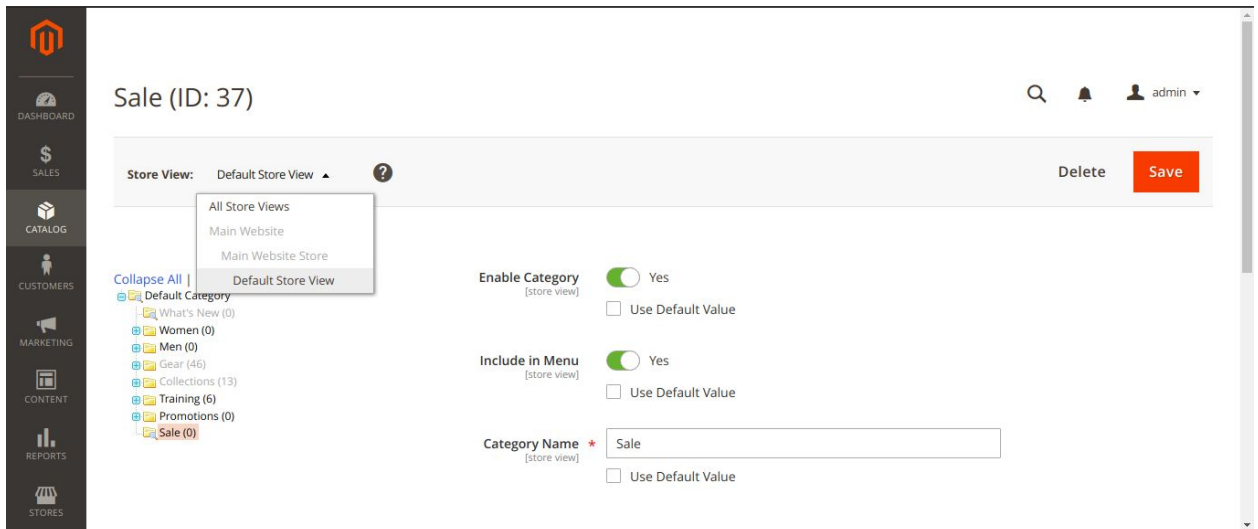 Sale (ID: 37)
admin
DASHBOARD
SALES
CATALOG
CUSTOMERS
MARKETING
CONTENT
REPORTS
STORES
Store View: Default Store View
Delete Save
All Store Views
Main Website
Main Website Store
Default Store View
Collapse All |
Default Category
What's New (0)
Women (0)
Men (0)
Gear (46)
Collections (13)
Training (6)
Promotions (0)
Sale (0)
Enable Category Yes
[store view]
Use Default Value
Include in Menu Yes
[store view]
Use Default Value
Category Name * Sale
[store view]
Use Default Value